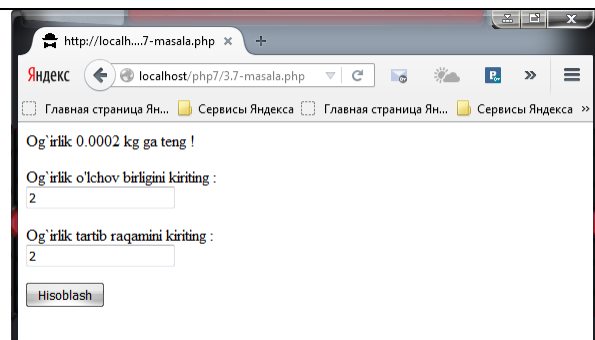 http://localh....7-masala.php × +
Яндекс localhost/php7/3.7-masala.php
Главная страница Ян... Сервисы Яндекса Главная страница Ян... Сервисы Яндекса »
Og`irlik 0.0002 kg ga teng !
Og`irlik o'lchov birligini kiriting :
2
Og`irlik tartib raqamini kiriting :
2
Hisoblash